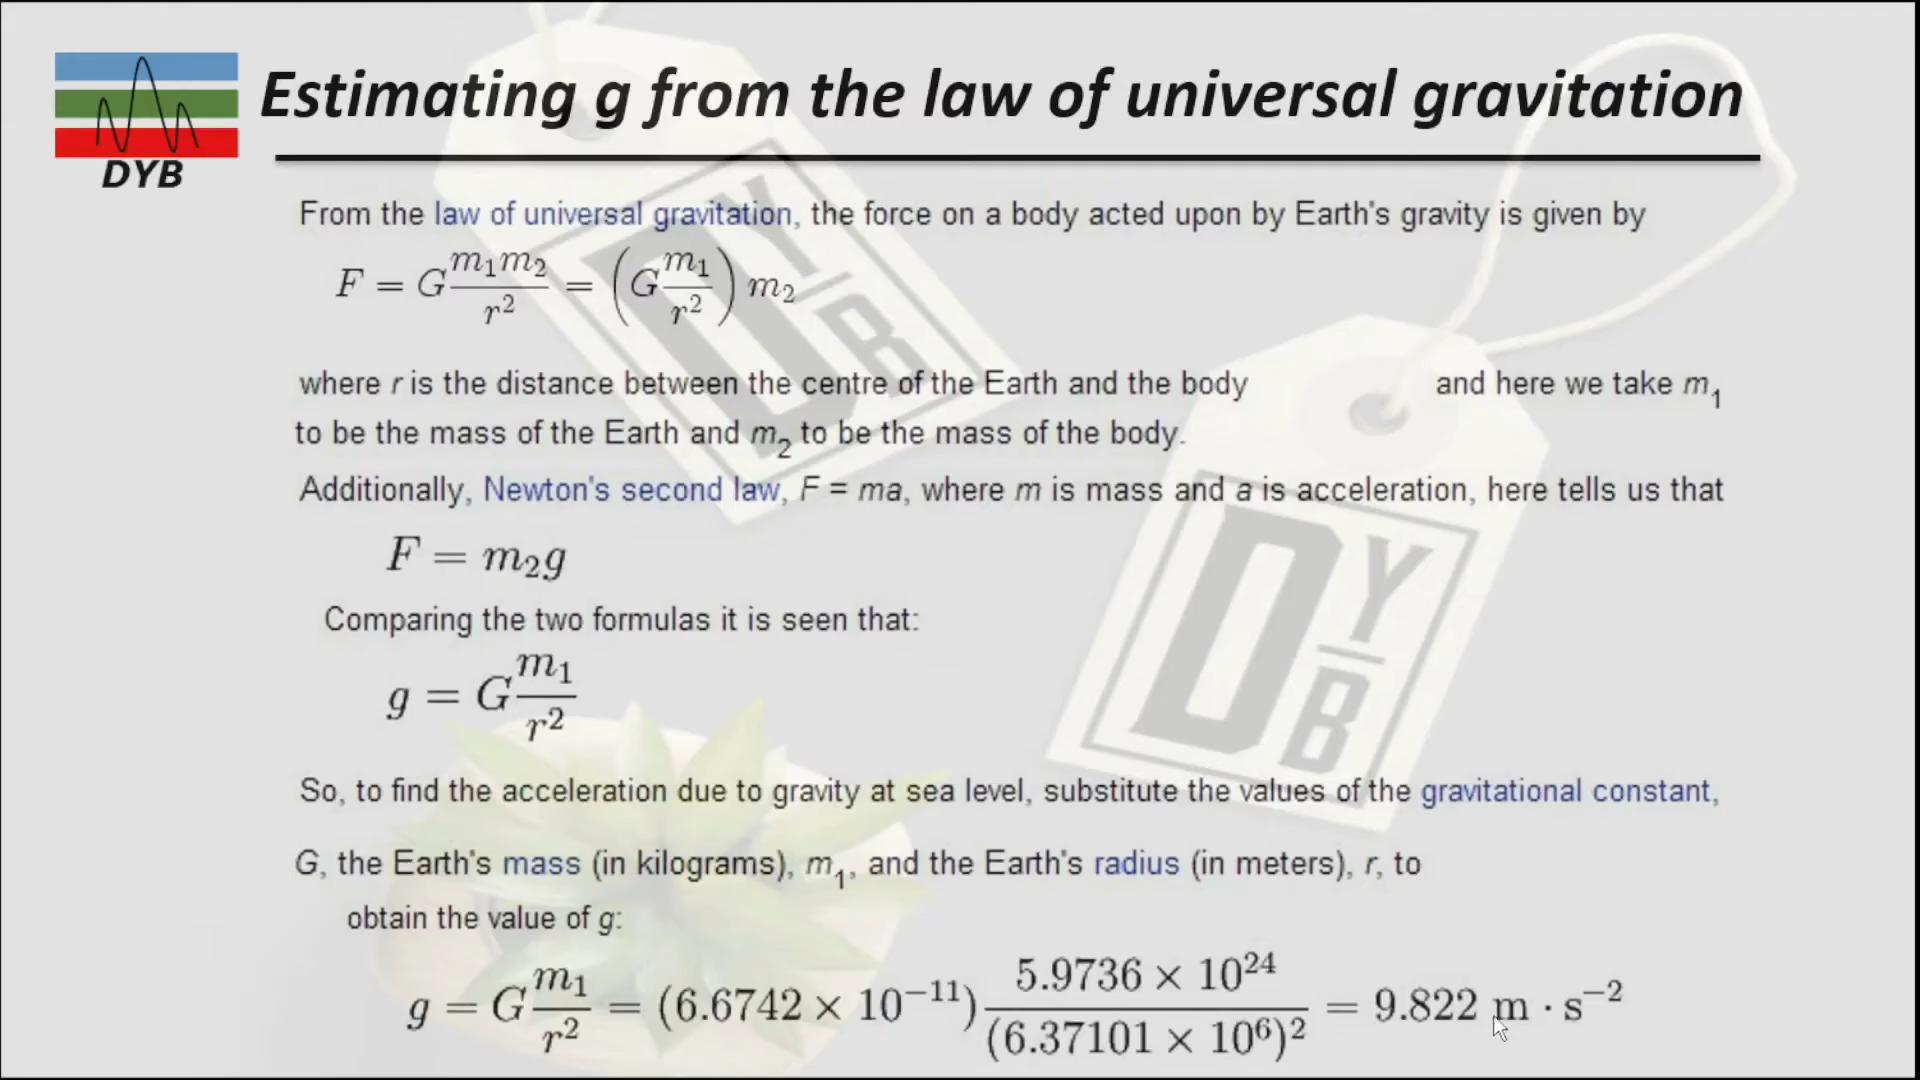 Estimating g from the law of universal gravitation
DYB
From the law of universal gravitation, the force on a body acted upon by Earth's gravity is given by
F = G m₁m₂/r² = (G m₁/r²) m₂
where r is the distance between the centre of the Earth and the body and here we take m₁
to be the mass of the Earth and m₂ to be the mass of the body.
Additionally, Newton's second law, F = ma, where m is mass and a is acceleration, here tells us that
F = m₂g
Comparing the two formulas it is seen that:
g = G m₁/r²
So, to find the acceleration due to gravity at sea level, substitute the values of the gravitational constant,
G, the Earth's mass (in kilograms), m₁, and the Earth's radius (in meters), r, to
obtain the value of g:
g = G m₁/r² = (6.6742 × 10⁻¹¹) 5.9736 × 10²⁴/(6.37101 × 10⁶)² = 9.822 m · s⁻²
DYB
DYB